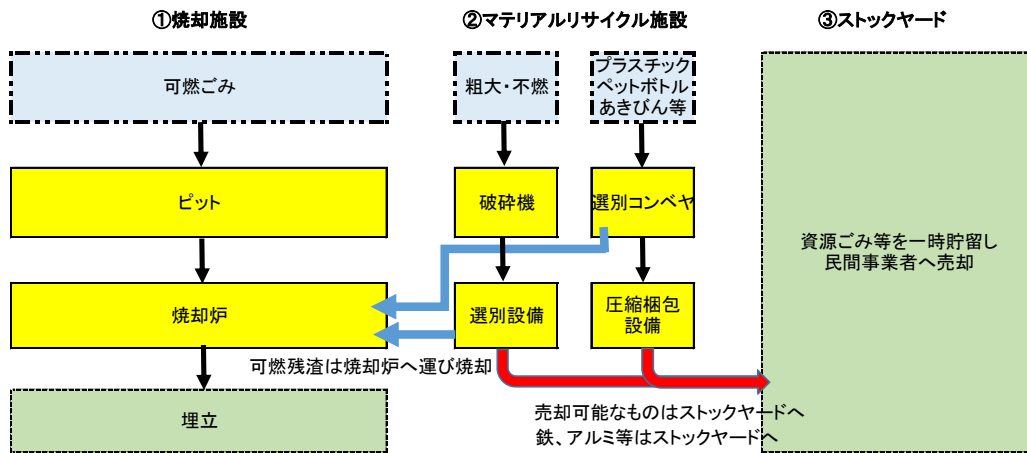 ①焼却施設
②マテリアルリサイクル施設
③ストックヤード
可燃ごみ
粗大・不燃
プラスチック
ペットボトル
あきびん等
ピット
破砕機
選別コンベヤ
資源ごみ等を一時貯留し
民間事業者へ売却
焼却炉
選別設備
圧縮梱包
設備
可燃残渣は焼却炉へ運び焼却
埋立
売却可能なものはストックヤードへ
鉄、アルミ等はストックヤードへ